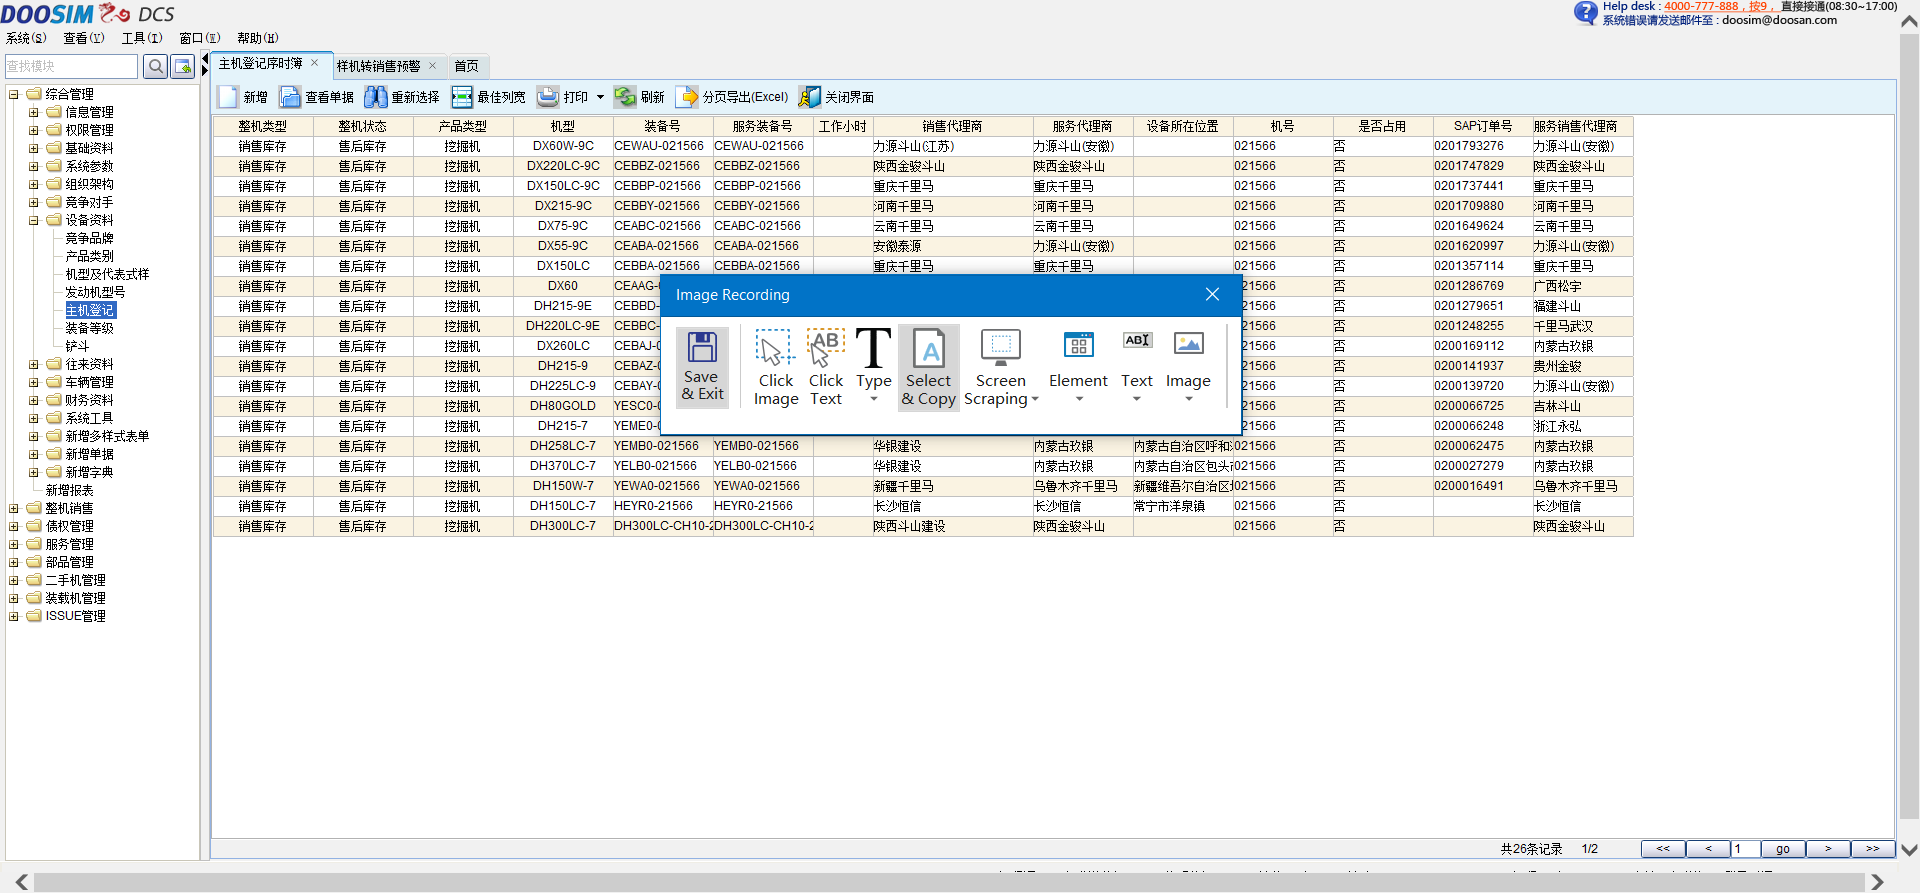 DOOSIM DCS
Help desk : 4000-777-888，按9， 直接接通(08:30~17:00)
系统错误请发送邮件至 : doosim@doosan.com
系统(S) 查看(V) 工具(T) 窗口(W) 帮助(H)
查找模块
主机登记序时簿 × 样机转销售预警 × 首页
新增 查看单据 重新选择 最佳列宽 打印 刷新 分页导出(Excel) 关闭界面
综合管理
信息管理
权限管理
基础资料
系统参数
组织架构
竞争对手
设备资料
竞争品牌
产品类别
机型及代表式样
发动机型号
主机登记
装备等级
铲斗
往来资料
车辆管理
财务资料
系统工具
新增多样式表单
新增单据
新增字典
新增报表
整机销售
债权管理
服务管理
部品管理
二手机管理
装载机管理
ISSUE管理
整机类型 整机状态 产品类型 机型 装备号 服务装备号 工作小时 销售代理商 服务代理商 设备所在位置 机号 是否占用 SAP订单号 服务销售代理商
销售库存 售后库存 挖掘机 DX60W-9C CEWAU-021566 CEWAU-021566 力源斗山(江苏) 力源斗山(安徽) 021566 否 0201793276 力源斗山(安徽)
销售库存 售后库存 挖掘机 DX220LC-9C CEBBZ-021566 CEBBZ-021566 陕西金骏斗山 陕西金骏斗山 021566 否 0201747829 陕西金骏斗山
销售库存 售后库存 挖掘机 DX150LC-9C CEBBP-021566 CEBBP-021566 重庆千里马 重庆千里马 021566 否 0201737441 重庆千里马
销售库存 售后库存 挖掘机 DX215-9C CEBBY-021566 CEBBY-021566 河南千里马 河南千里马 021566 否 0201709880 河南千里马
销售库存 售后库存 挖掘机 DX75-9C CEABC-021566 CEABC-021566 云南千里马 云南千里马 021566 否 0201649624 云南千里马
销售库存 售后库存 挖掘机 DX55-9C CEABA-021566 CEABA-021566 安徽泰源 力源斗山(安徽) 021566 否 0201620997 力源斗山(安徽)
销售库存 售后库存 挖掘机 DX150LC CEBBA-021566 CEBBA-021566 重庆千里马 重庆千里马 021566 否 0201357114 重庆千里马
销售库存 售后库存 挖掘机 DX60 CEAAG- 21566 否 0201286769 广西松宇
销售库存 售后库存 挖掘机 DH215-9E CEBBD- 21566 否 0201279651 福建斗山
销售库存 售后库存 挖掘机 DH220LC-9E CEBBC- 21566 否 0201248255 千里马武汉
销售库存 售后库存 挖掘机 DX260LC CEBAJ-0 21566 否 0200169112 内蒙古玖银
销售库存 售后库存 挖掘机 DH215-9 CEBAZ-0 21566 否 0200141937 贵州金骏
销售库存 售后库存 挖掘机 DH225LC-9 CEBAY-0 21566 否 0200139720 力源斗山(安徽)
销售库存 售后库存 挖掘机 DH80GOLD YESC0-0 21566 否 0200066725 吉林斗山
销售库存 售后库存 挖掘机 DH215-7 YEME0-0 21566 否 0200066248 浙江永弘
销售库存 售后库存 挖掘机 DH258LC-7 YEMB0-021566 YEMB0-021566 华银建设 内蒙古玖银 内蒙古自治区呼和 021566 否 0200062475 内蒙古玖银
销售库存 售后库存 挖掘机 DH370LC-7 YELB0-021566 YELB0-021566 华银建设 内蒙古玖银 内蒙古自治区包头 021566 否 0200027279 内蒙古玖银
销售库存 售后库存 挖掘机 DH150W-7 YEWA0-021566 YEWA0-021566 新疆千里马 乌鲁木齐千里马 新疆维吾尔自治区 021566 否 0200016491 乌鲁木齐千里马
销售库存 售后库存 挖掘机 DH150LC-7 HEYR0-21566 HEYR0-21566 长沙恒信 长沙恒信 常宁市洋泉镇 021566 否 长沙恒信
销售库存 售后库存 挖掘机 DH300LC-7 DH300LC-CH10-2 DH300LC-CH10-2 陕西斗山建设 陕西金骏斗山 021566 否 陕西金骏斗山
Image Recording
Save & Exit
Click Image
AB Click Text
T Type
A Select & Copy
Screen Scraping
Element
ABI Text
Image
共26条记录 1/2 << < 1 go > >>